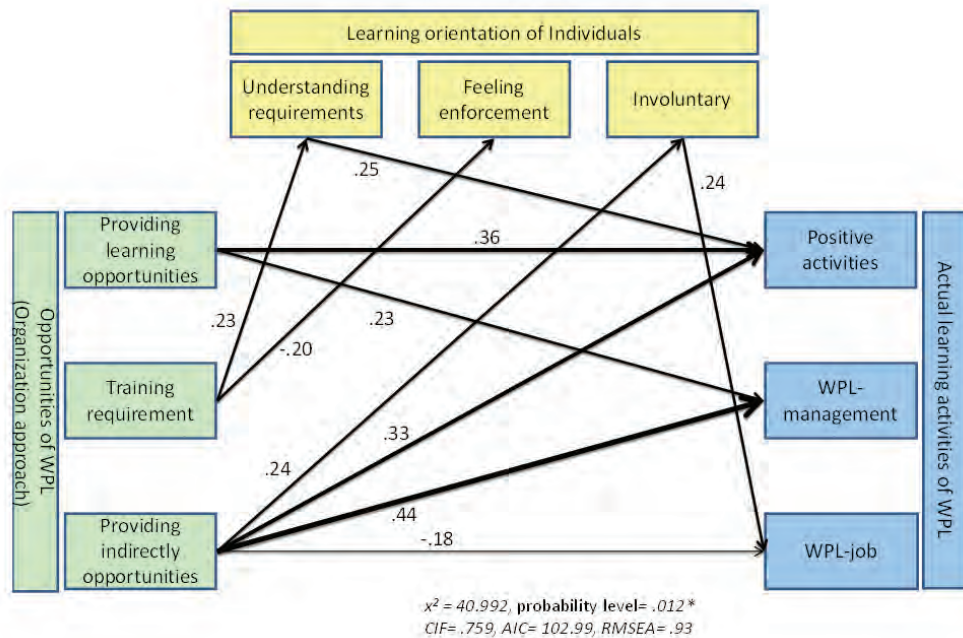 Learning orientation of Individuals
Understanding
requirements
Feeling
enforcement
Involuntary
.25
.24
Opportunities of WPL
(Organization approach)
Providing
learning
opportunities
.36
Positive
activities
Actual learning activities of WPL
.23
-.20
.23
Training
requirement
WPL-
management
.33
.24
.44
Providing
indirectly
opportunities
-.18
WPL-job
x² = 40.992, probability level= .012*
CIF= .759, AIC= 102.99, RMSEA= .93